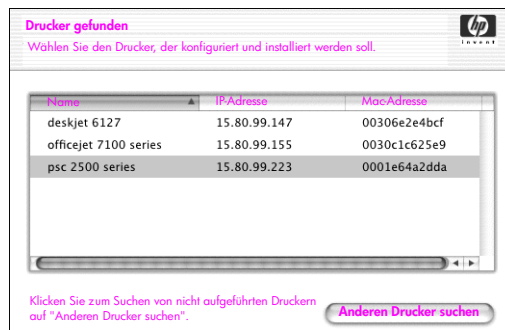 Drucker gefunden
Wählen Sie den Drucker, der konfiguriert und installiert werden soll.
hp
invent
Name IP-Adresse Mac-Adresse
deskjet 6127 15.80.99.147 00306e2e4bcf
officejet 7100 series 15.80.99.155 0030c1c625e9
psc 2500 series 15.80.99.223 0001e64a2dda
Klicken Sie zum Suchen von nicht aufgeführten Druckern
auf "Anderen Drucker suchen".
Anderen Drucker suchen